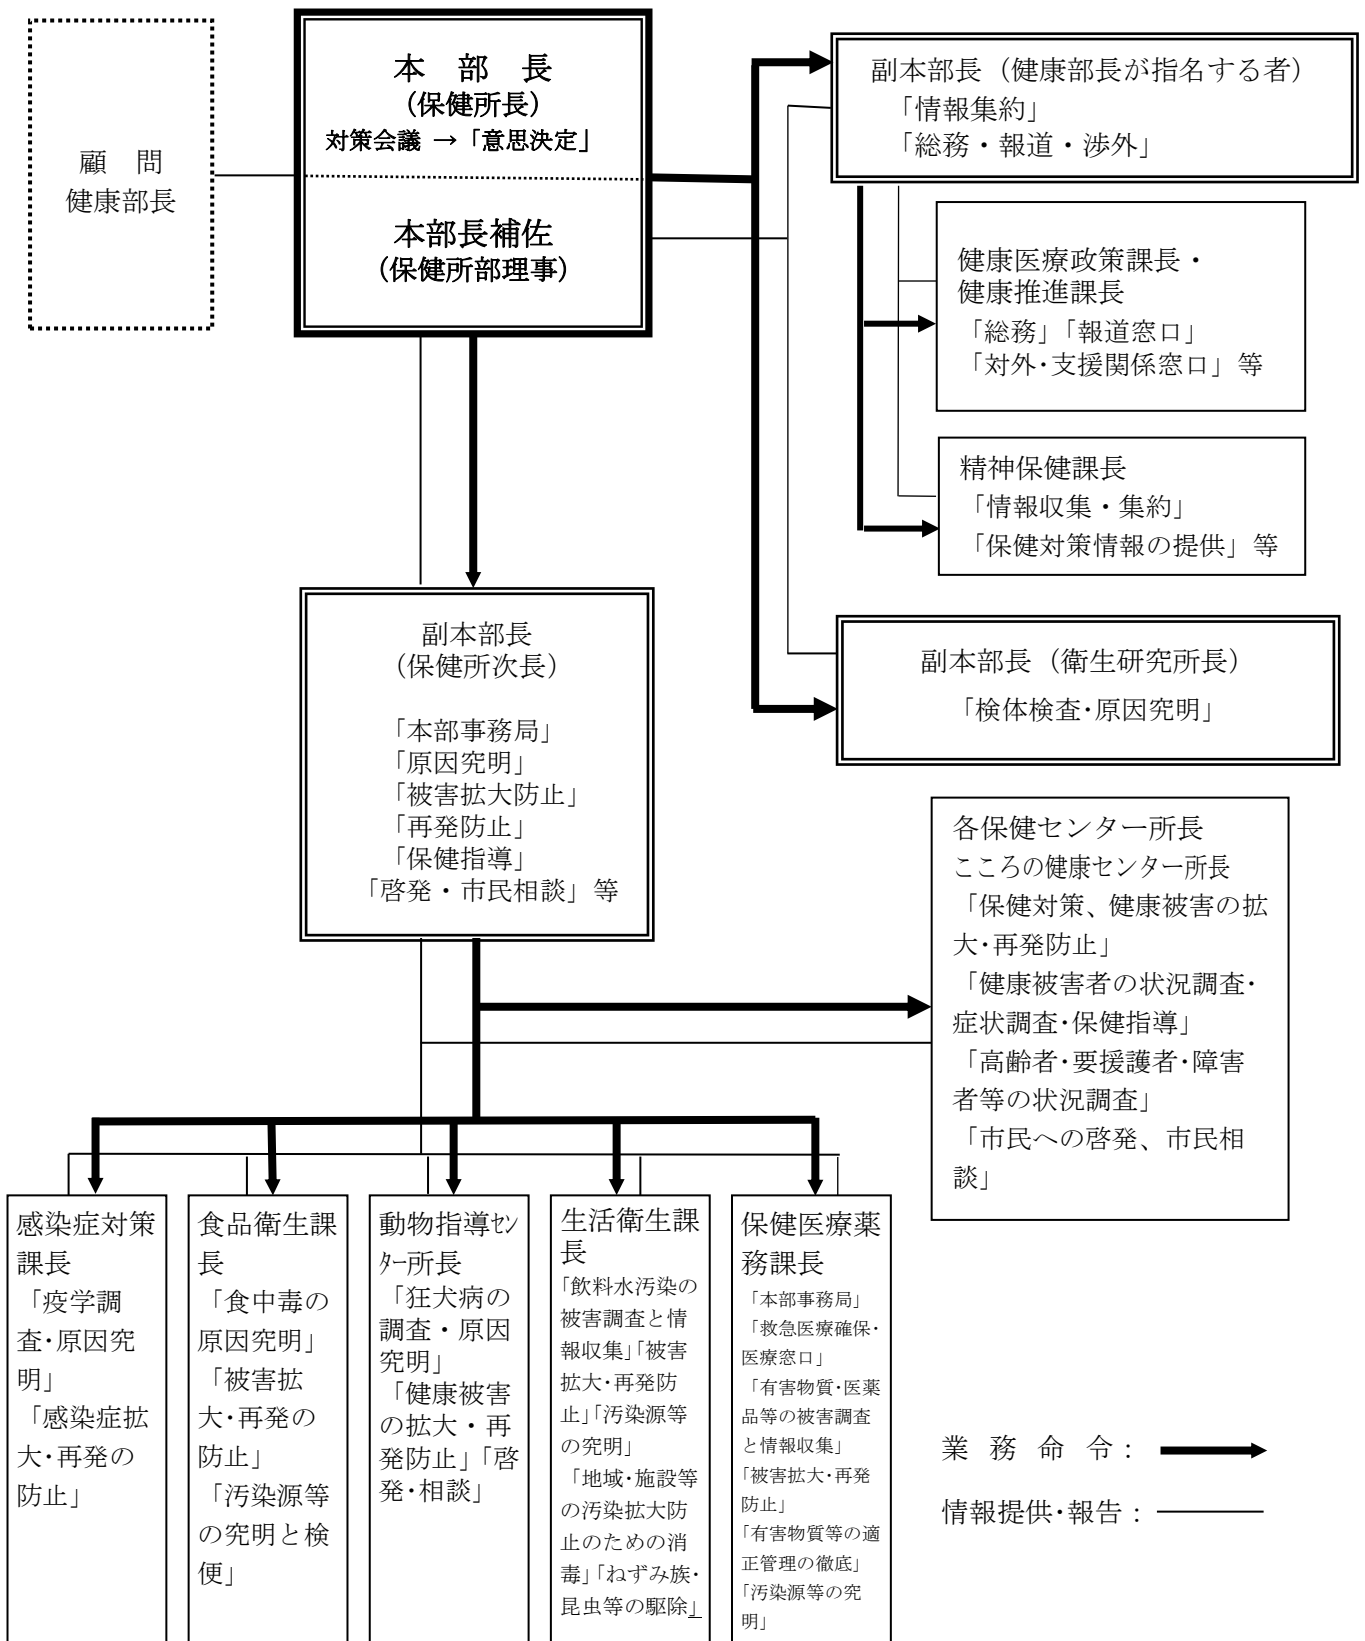 顧　問
健康部長
本　部　長
（保健所長）
対策会議 →「意思決定」
本部長補佐
（保健所部理事）
副本部長（健康部長が指名する者）
「情報集約」
「総務・報道・渉外」
健康医療政策課長・
健康推進課長
「総務」「報道窓口」
「対外・支援関係窓口」等
精神保健課長
「情報収集・集約」
「保健対策情報の提供」等
副本部長
（保健所次長）
「本部事務局」
「原因究明」
「被害拡大防止」
「再発防止」
「保健指導」
「啓発・市民相談」等
副本部長（衛生研究所長）
「検体検査・原因究明」
各保健センター所長
こころの健康センター所長
「保健対策、健康被害の拡
大・再発防止」
「健康被害者の状況調査・
症状調査・保健指導」
「高齢者・要援護者・障害
者等の状況調査」
「市民への啓発、市民相
談」
感染症対策
課長
「疫学調
査・原因究
明」
「感染症拡
大・再発の
防止」
食品衛生課
長
「食中毒の
原因究明」
「被害拡
大・再発の
防止」
「汚染源等
の究明と検
便」
動物指導ｾﾝ
ﾀｰ所長
「狂犬病の
調査・原因
究明」
「健康被害
の拡大・再
発防止」「啓
発・相談」
生活衛生課
長
「飲料水汚染の
被害調査と情
報収集」「被害
拡大・再発防
止」「汚染源等
の究明」
「地域・施設等
の汚染拡大防
止のための消
毒」「ねずみ族・
昆虫等の駆除」
保健医療薬
務課長
「本部事務局」
「救急医療確保・
医療窓口」
「有害物質・医薬
品等の被害調査
と情報収集」
「被害拡大・再発
防止」
「有害物質等の適
正管理の徹底」
「汚染源等の究
明」
業　務　命　令：
情報提供・報告：